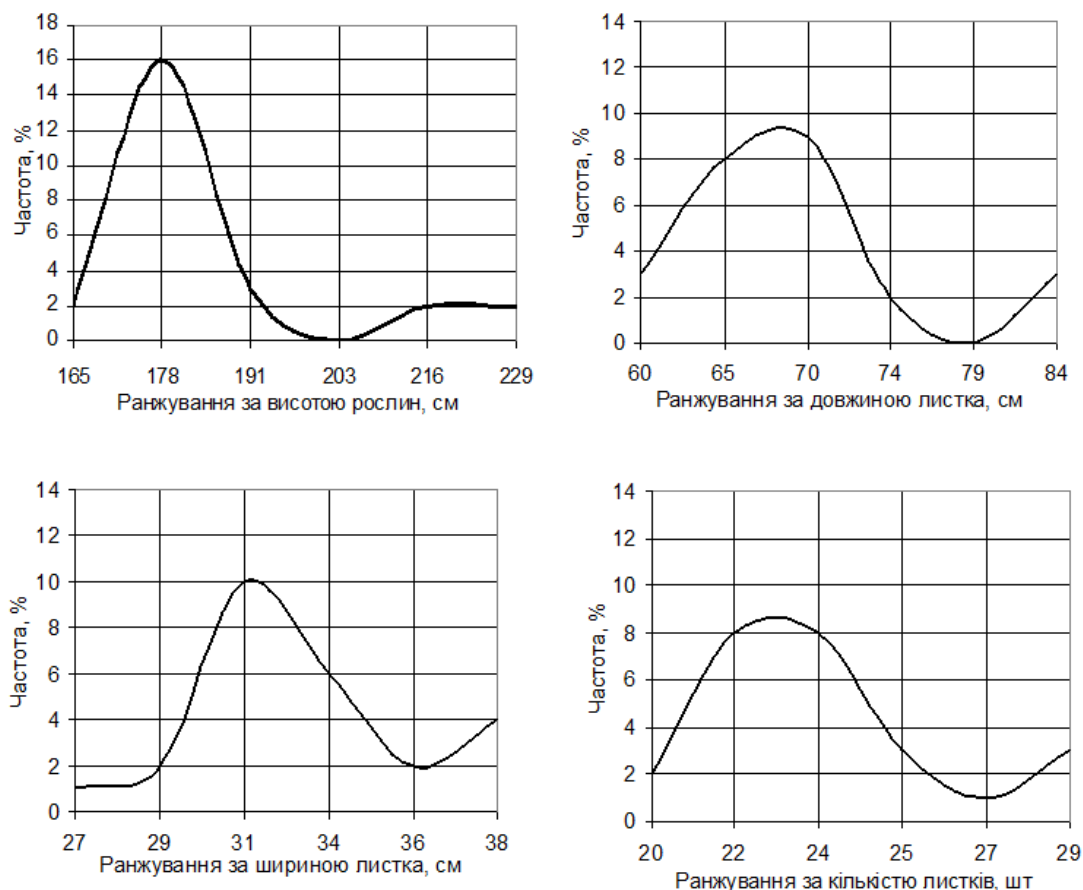 18
16
14
12
10
8
6
4
2
0
Частота, %
165 178 191 203 216 229
Ранжування за висотою рослин, см
14
12
10
8
6
4
2
0
Частота, %
60 65 70 74 79 84
Ранжування за довжиною листка, см
14
12
10
8
6
4
2
0
Частота, %
27 29 31 34 36 38
Ранжування за шириною листка, см
14
12
10
8
6
4
2
0
Частота, %
20 22 24 25 27 29
Ранжування за кількістю листків, шт